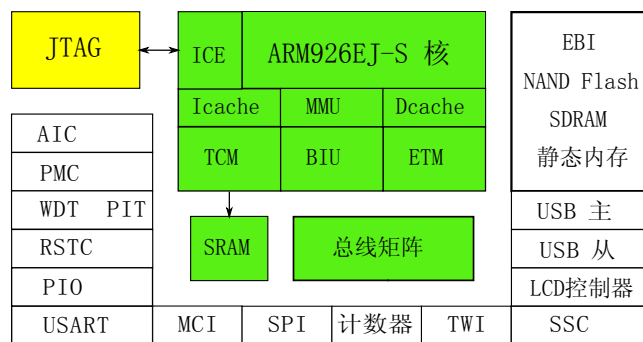 JTAG
ICE
ARM926EJ-S 核
Icache
MMU
Dcache
TCM
BIU
ETM
SRAM
总线矩阵
EBI
NAND Flash
SDRAM
静态内存
AIC
PMC
WDT PIT
RSTC
PIO
USB 主
USB 从
LCD控制器
USART
MCI
SPI
计数器
TWI
SSC